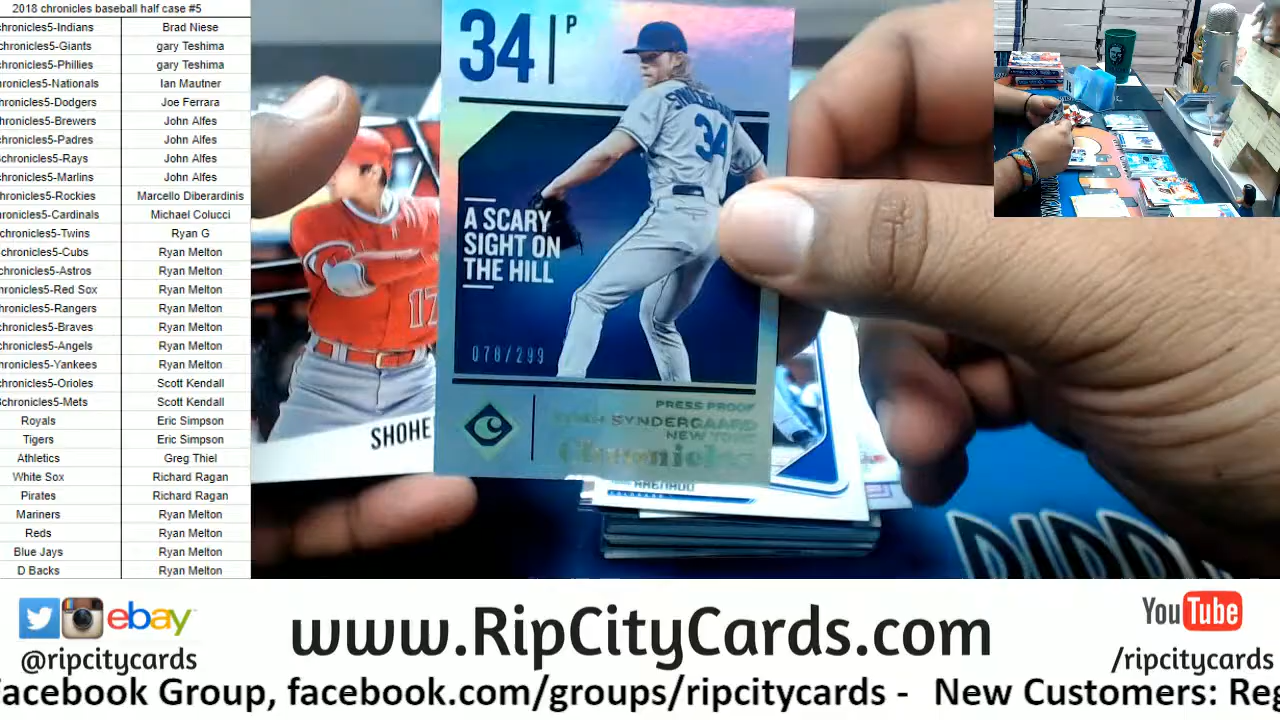 2018 chronicles baseball half case #5
chronicles5-Indians Brad Niese
chronicles5-Giants gary Teshima
chronicles5-Phillies gary Teshima
hronicles5-Nationals Ian Mautner
chronicles5-Dodgers Joe Ferrara
chronicles5-Brewers John Alfes
chronicles5-Padres John Alfes
chronicles5-Rays John Alfes
chronicles5-Marlins John Alfes
chronicles5-Rockies Marcello Diberardinis
hronicles5-Cardinals Michael Colucci
chronicles5-Twins Ryan G
chronicles5-Cubs Ryan Melton
chronicles5-Astros Ryan Melton
hronicles5-Red Sox Ryan Melton
chronicles5-Rangers Ryan Melton
chronicles5-Braves Ryan Melton
chronicles5-Angels Ryan Melton
chronicles5-Yankees Ryan Melton
chronicles5-Orioles Scott Kendall
chronicles5-Mets Scott Kendall
Royals Eric Simpson
Tigers Eric Simpson
Athletics Greg Thiel
White Sox Richard Ragan
Pirates Richard Ragan
Mariners Ryan Melton
Reds Ryan Melton
Blue Jays Ryan Melton
D Backs Ryan Melton
34 P
34
A SCARY
SIGHT ON
THE HILL
078/299
PRESS PROOF
SYNDERGAARD
NEW YORK
Chronicles
17
SHOHE
ebay
@ripcitycards
www.RipCityCards.com
YouTube
/ripcitycards
acebook Group, facebook.com/groups/ripcitycards - New Customers: Reg